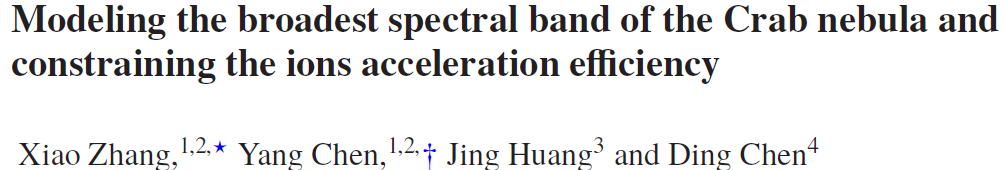 Modeling the broadest spectral band of the Crab nebula and
constraining the ions acceleration efficiency
Xiao Zhang,1,2,⋆ Yang Chen,1,2,† Jing Huang3 and Ding Chen4